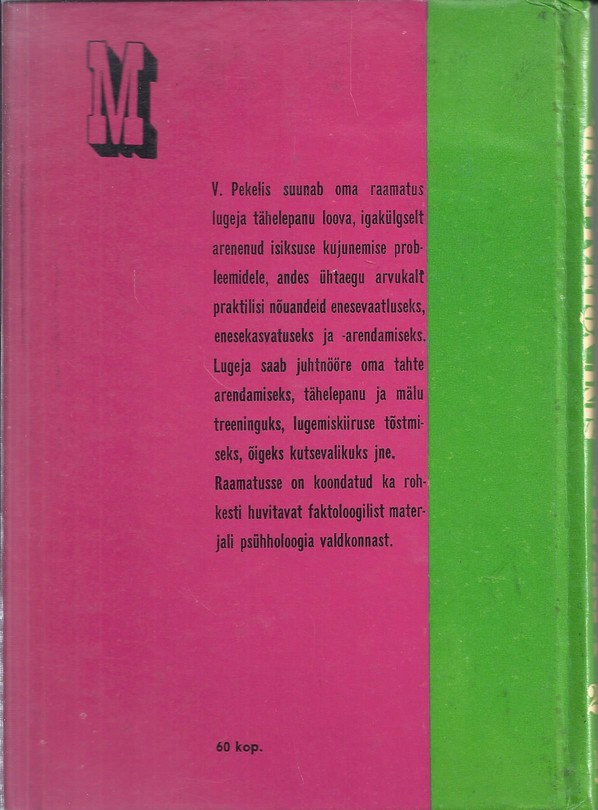 M
V. Pekelis suunab oma raamatus
lugeja tähelepanu loova, igakülgselt
arenenud isiksuse kujunemise prob-
leemidele, andes ühtaegu arvukalt
praktilisi nõuandeid enesevaatluseks,
enesekasvatuseks ja -arendamiseks.
Lugeja saab juhtnööre oma tahte
arendamiseks, tähelepanu ja mälu
treeninguks, lugemiskiiruse tõstmi-
seks, õigeks kutsevalikuks jne.
Raamatusse on koondatud ka roh-
kesti huvitavat faktoloogilist mater-
jali psühholoogia valdkonnast.
60 kop.